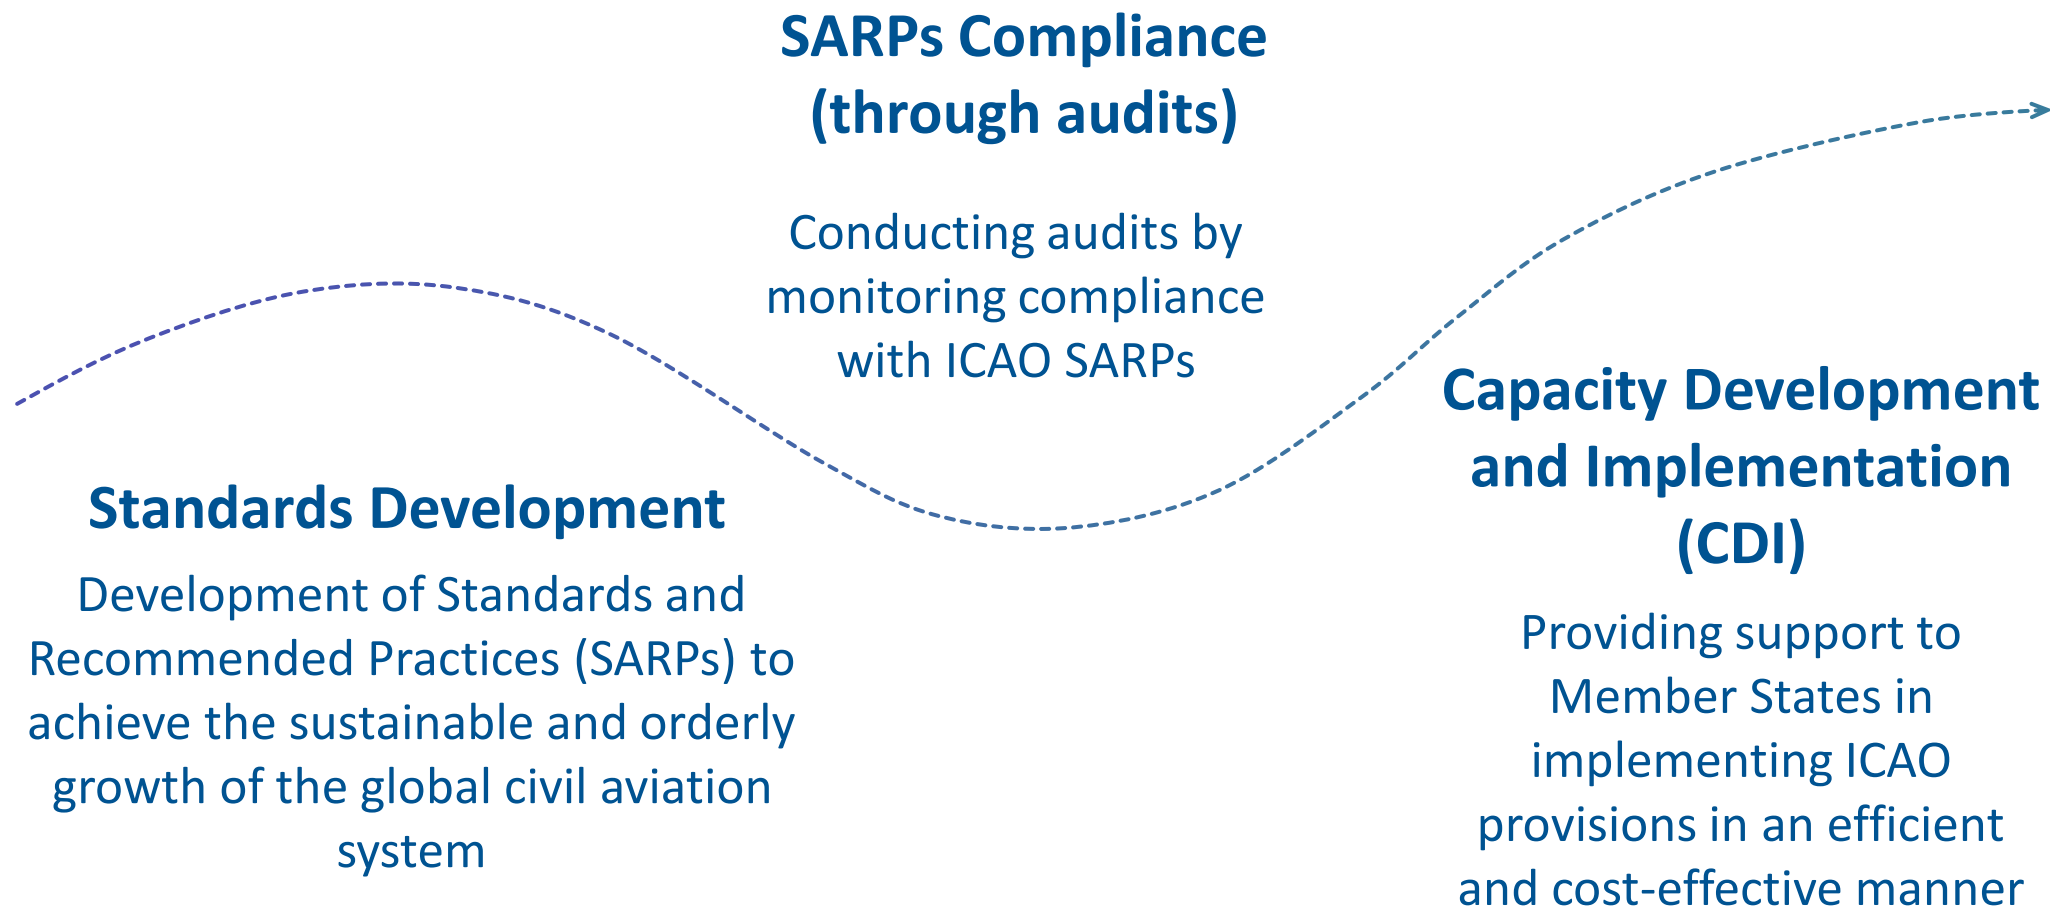 SARPs Compliance
(through audits)
Conducting audits by
monitoring compliance
with ICAO SARPs
Standards Development
Development of Standards and
Recommended Practices (SARPs) to
achieve the sustainable and orderly
growth of the global civil aviation
system
Capacity Development
and Implementation
(CDI)
Providing support to
Member States in
implementing ICAO
provisions in an efficient
and cost-effective manner